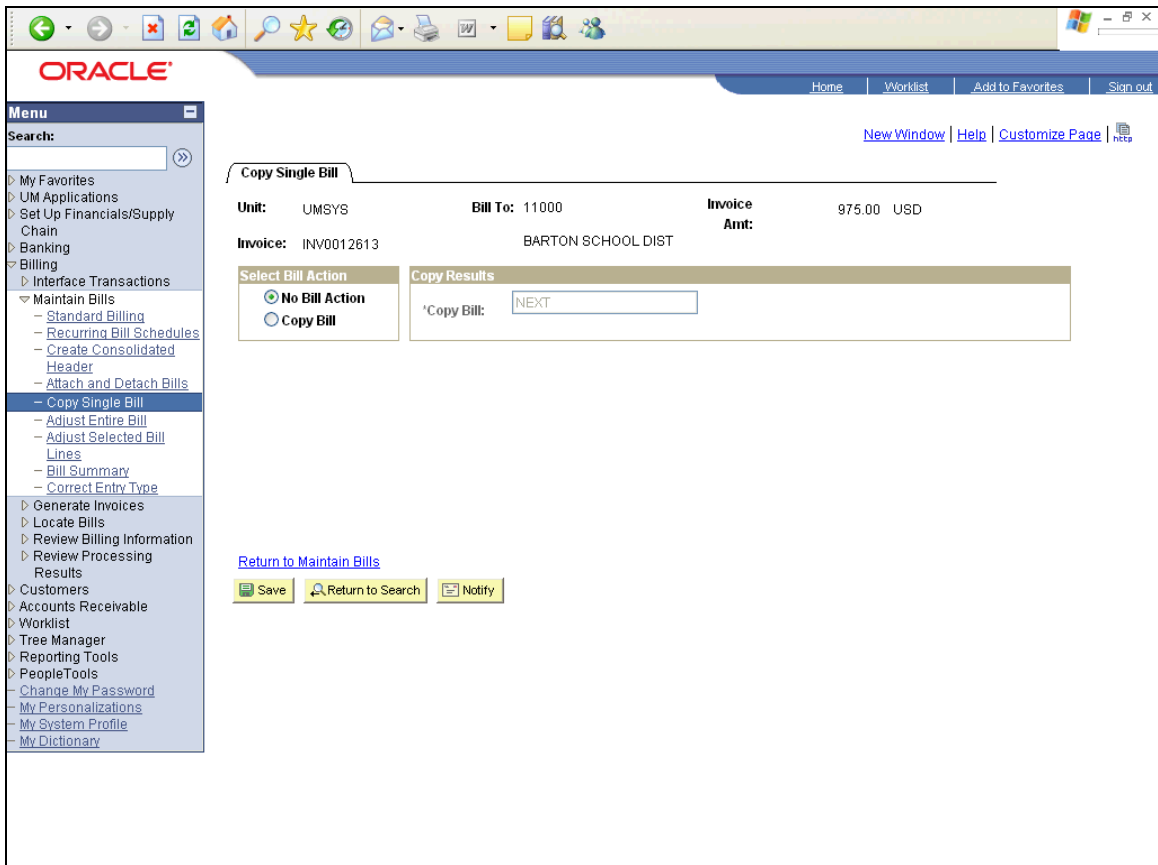 W
ORACLE®
Home | Worklist | Add to Favorites | Sign out
Menu
Search:
My Favorites
UM Applications
Set Up Financials/Supply
Chain
Banking
Billing
Interface Transactions
Maintain Bills
– Standard Billing
– Recurring Bill Schedules
– Create Consolidated
Header
– Attach and Detach Bills
– Copy Single Bill
– Adjust Entire Bill
– Adjust Selected Bill
Lines
– Bill Summary
– Correct Entry Type
Generate Invoices
Locate Bills
Review Billing Information
Review Processing
Results
Customers
Accounts Receivable
Worklist
Tree Manager
Reporting Tools
PeopleTools
– Change My Password
– My Personalizations
– My System Profile
– My Dictionary
New Window | Help | Customize Page | http
Copy Single Bill
Unit: UMSYS Bill To: 11000 Invoice Amt: 975.00 USD
Invoice: INV0012613 BARTON SCHOOL DIST
Select Bill Action
No Bill Action
Copy Bill
Copy Results
*Copy Bill: NEXT
Return to Maintain Bills
Save Return to Search Notify